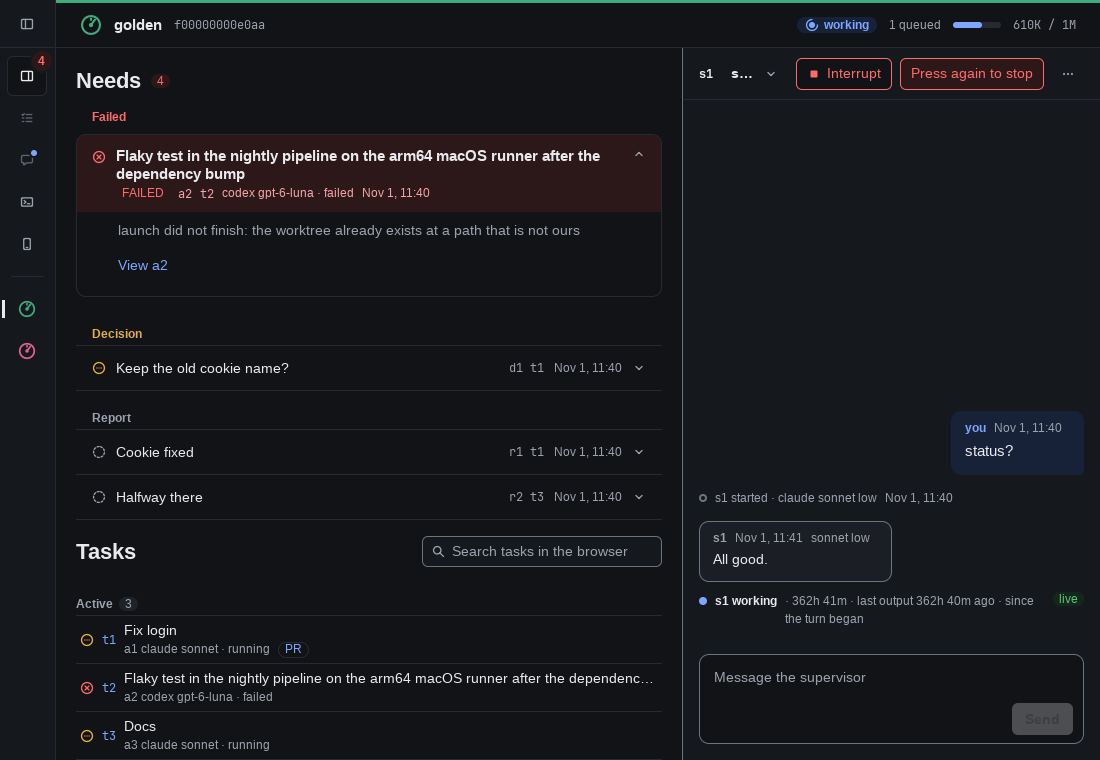 golden f00000000e0aa
working 1 queued 610K / 1M
4
Needs 4
Failed
Flaky test in the nightly pipeline on the arm64 macOS runner after the
dependency bump
FAILED a2 t2 codex gpt-6-luna · failed Nov 1, 11:40
launch did not finish: the worktree already exists at a path that is not ours
View a2
Decision
Keep the old cookie name? d1 t1 Nov 1, 11:40
Report
Cookie fixed r1 t1 Nov 1, 11:40
Halfway there r2 t3 Nov 1, 11:40
Tasks
Search tasks in the browser
Active 3
t1 Fix login
a1 claude sonnet · running PR
t2 Flaky test in the nightly pipeline on the arm64 macOS runner after the dependenc…
a2 codex gpt-6-luna · failed
t3 Docs
a3 claude sonnet · running
s1 s… Interrupt Press again to stop
you Nov 1, 11:40
status?
s1 started · claude sonnet low Nov 1, 11:40
s1 Nov 1, 11:41 sonnet low
All good.
s1 working · 362h 41m · last output 362h 40m ago · since
the turn began
live
Message the supervisor
Send